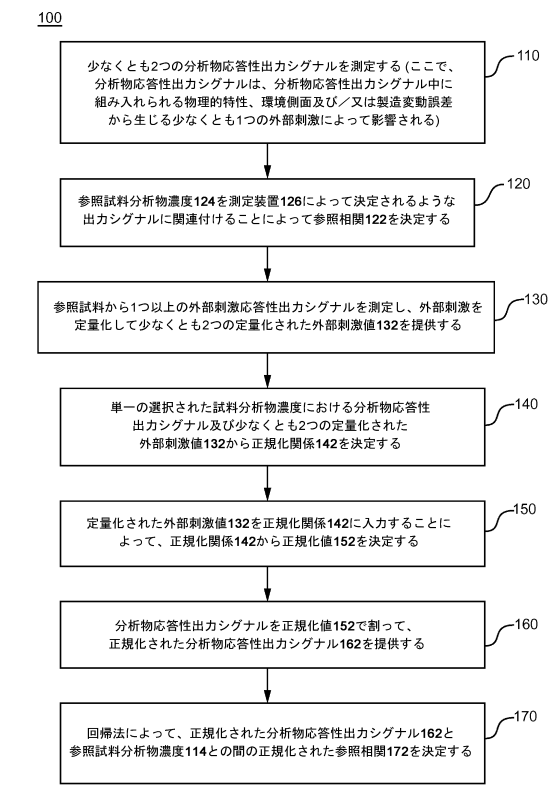 100
少なくとも2つの分析物応答性出力シグナルを測定する (ここで、
分析物応答性出力シグナルは、分析物応答性出力シグナル中に
組み入れられる物理的特性、環境側面及び／又は製造変動誤差
から生じる少なくとも1つの外部刺激によって影響される)
110
参照試料分析物濃度124を測定装置126によって決定されるような
出力シグナルに関連付けることによって参照相関122を決定する
120
参照試料から1つ以上の外部刺激応答性出力シグナルを測定し、外部刺激を
定量化して少なくとも2つの定量化された外部刺激値132を提供する
130
単一の選択された試料分析物濃度における分析物応答性
出力シグナル及び少なくとも2つの定量化された
外部刺激値132から正規化関係142を決定する
140
定量化された外部刺激値132を正規化関係142に入力することに
よって、正規化関係142から正規化値152を決定する
150
分析物応答性出力シグナルを正規化値152で割って、
正規化された分析物応答性出力シグナル162を提供する
160
回帰法によって、正規化された分析物応答性出力シグナル162と
参照試料分析物濃度114との間の正規化された参照相関172を決定する
170